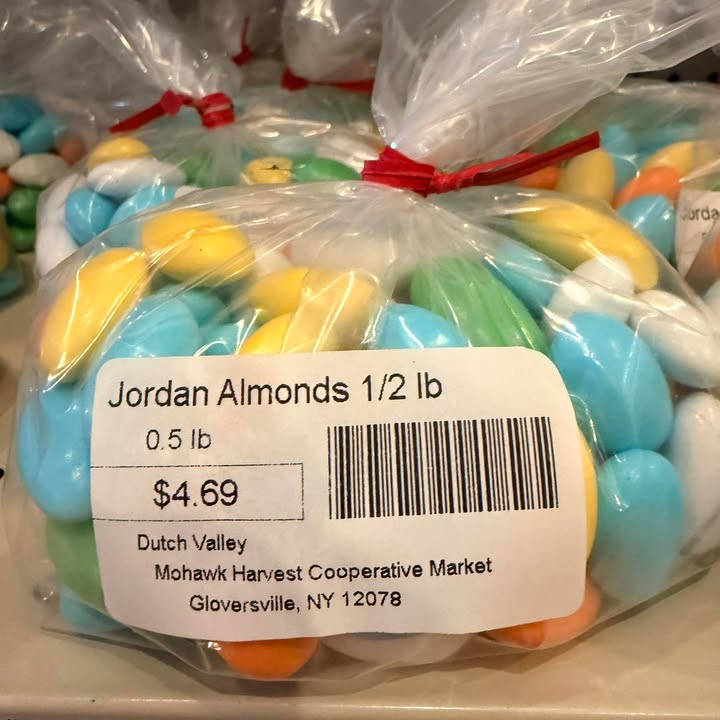 Jordan Almonds 1/2 lb
0.5 lb
$4.69
Dutch Valley
Mohawk Harvest Cooperative Market
Gloversville, NY 12078